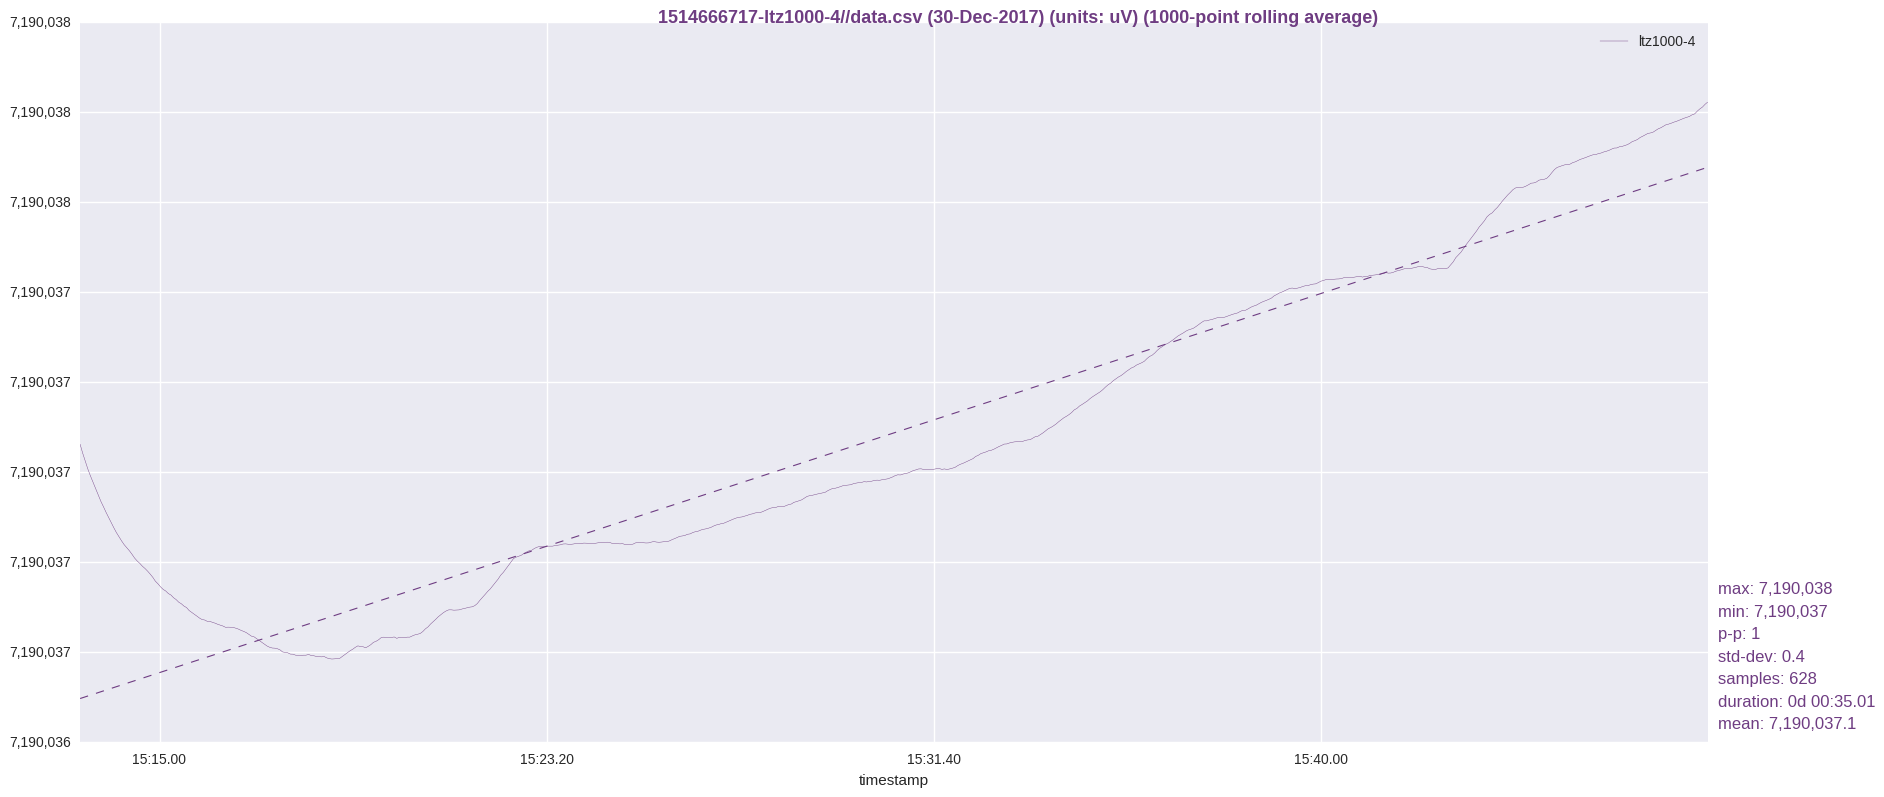 1514666717-ltz1000-4//data.csv (30-Dec-2017) (units: uV) (1000-point rolling average)
ltz1000-4
7,190,038
7,190,038
7,190,038
7,190,037
7,190,037
7,190,037
7,190,037
7,190,037
7,190,036
15:15.00
15:23.20
15:31.40
15:40.00
timestamp
max: 7,190,038
min: 7,190,037
p-p: 1
std-dev: 0.4
samples: 628
duration: 0d 00:35.01
mean: 7,190,037.1